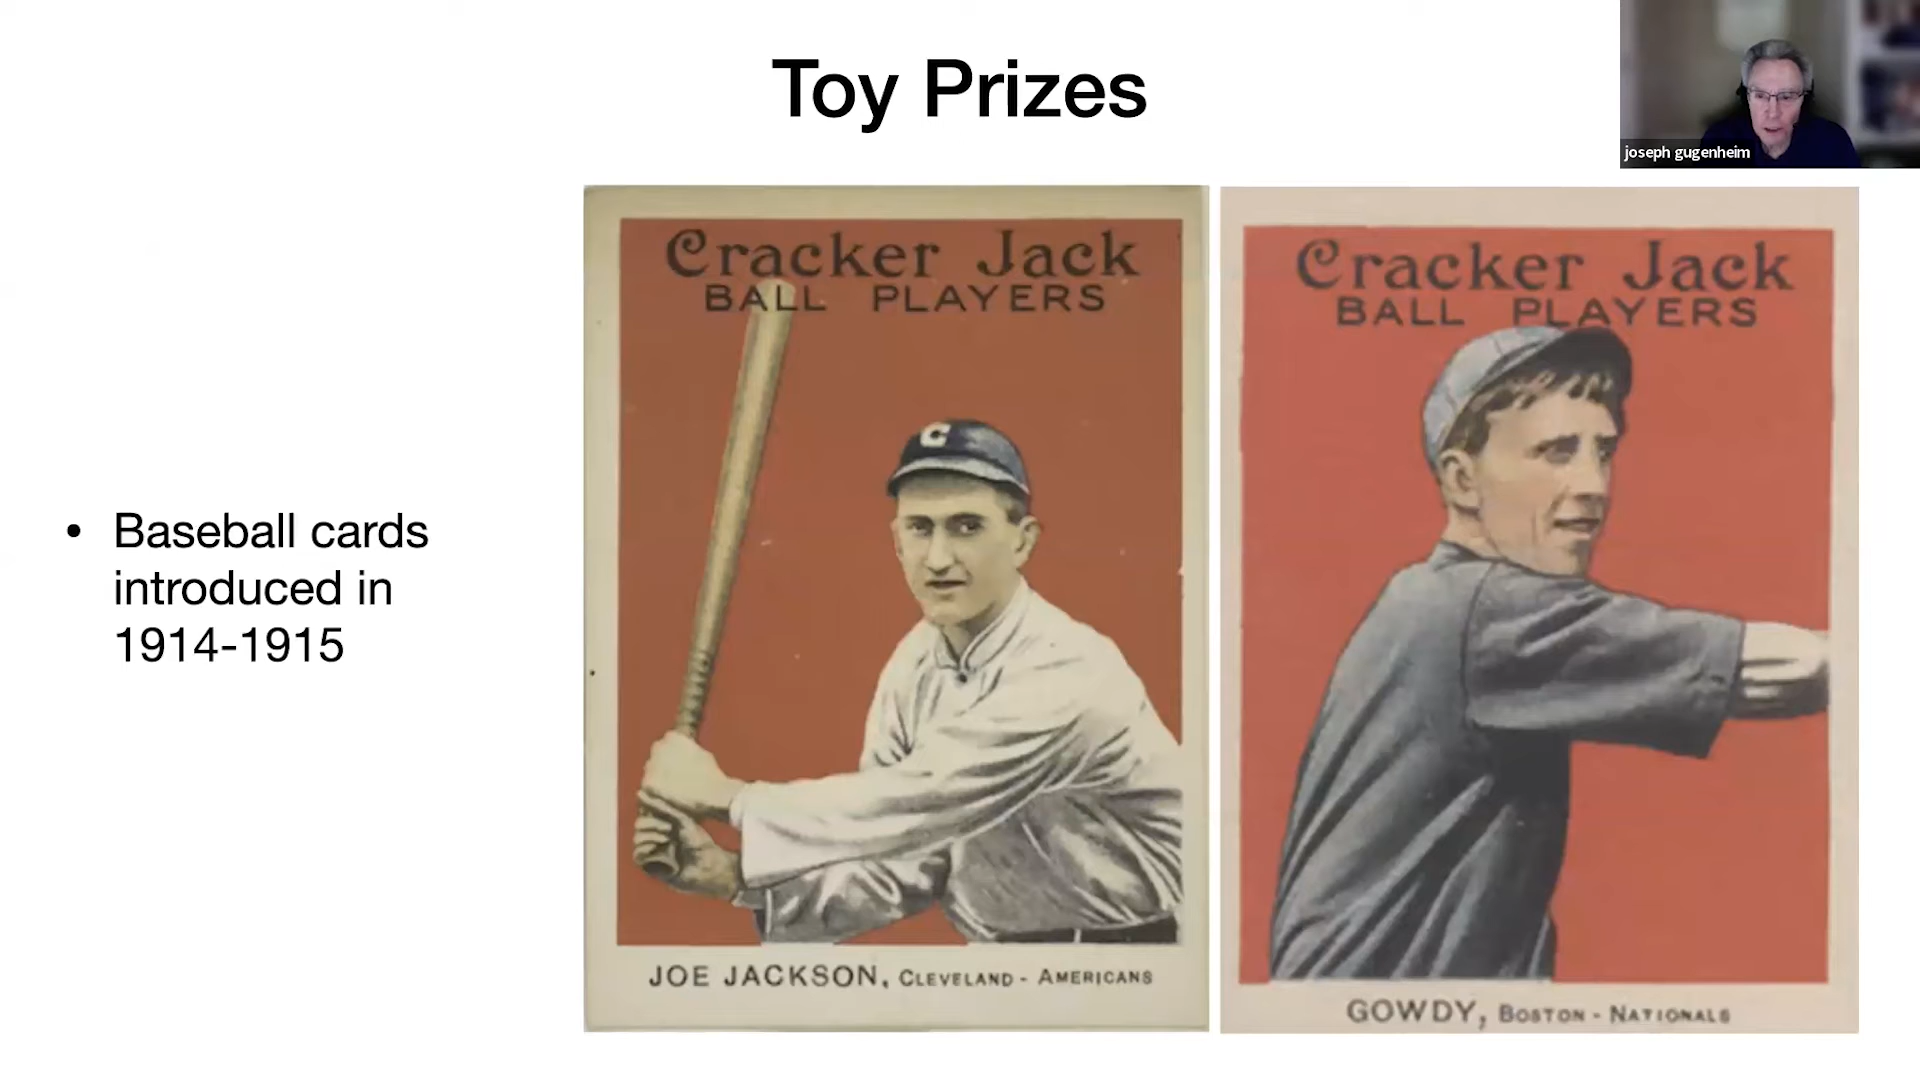 Toy Prizes
joseph gugenheim
• Baseball cards
introduced in
1914-1915
Cracker Jack
BALL PLAYERS
C
JOE JACKSON, CLEVELAND - AMERICANS
Cracker Jack
BALL PLAYERS
GOWDY, BOSTON - NATIONALS